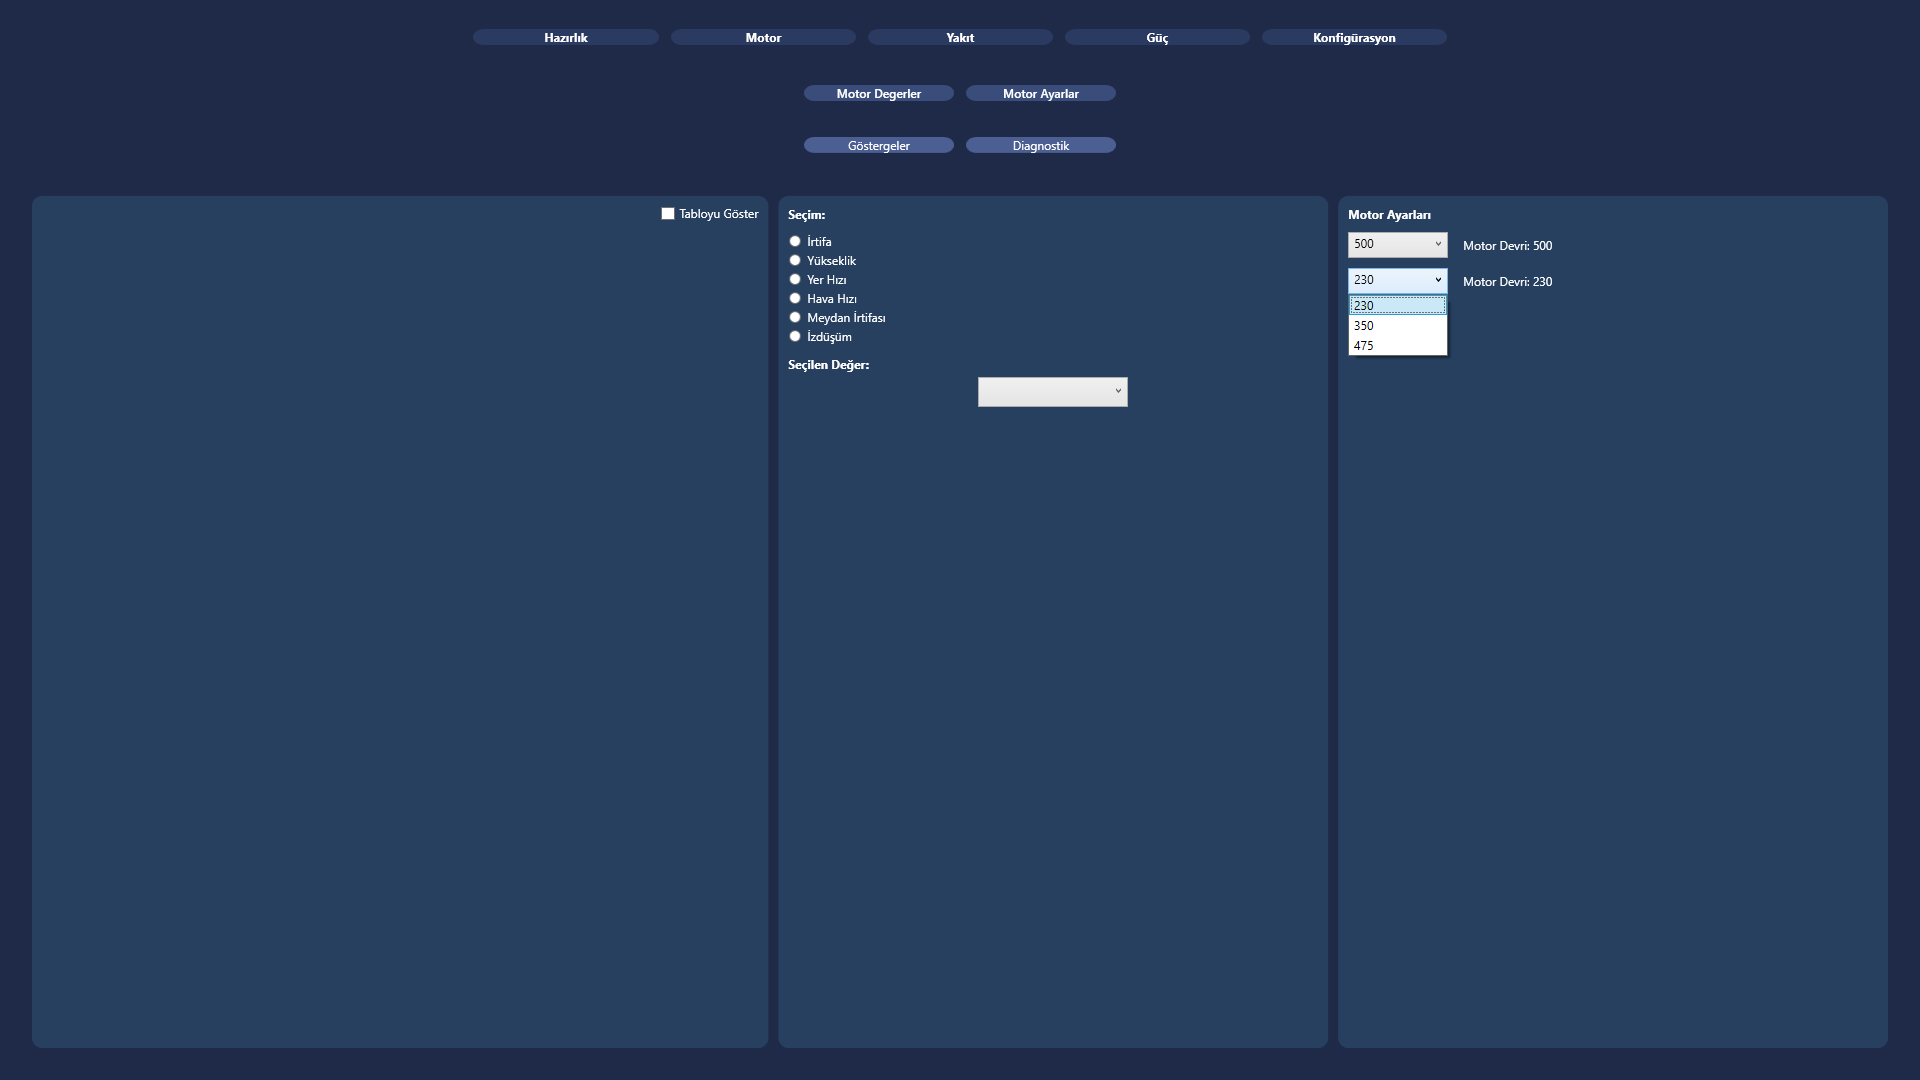 Hazırlık Motor Yakıt Güç Konfigürasyon
Motor Degerler Motor Ayarlar
Göstergeler Diagnostik
Tabloyu Göster
Seçim:
İrtifa
Yükseklik
Yer Hızı
Hava Hızı
Meydan İrtifası
İzdüşüm
Seçilen Değer:
Motor Ayarları
500 Motor Devri: 500
230 Motor Devri: 230
230
350
475